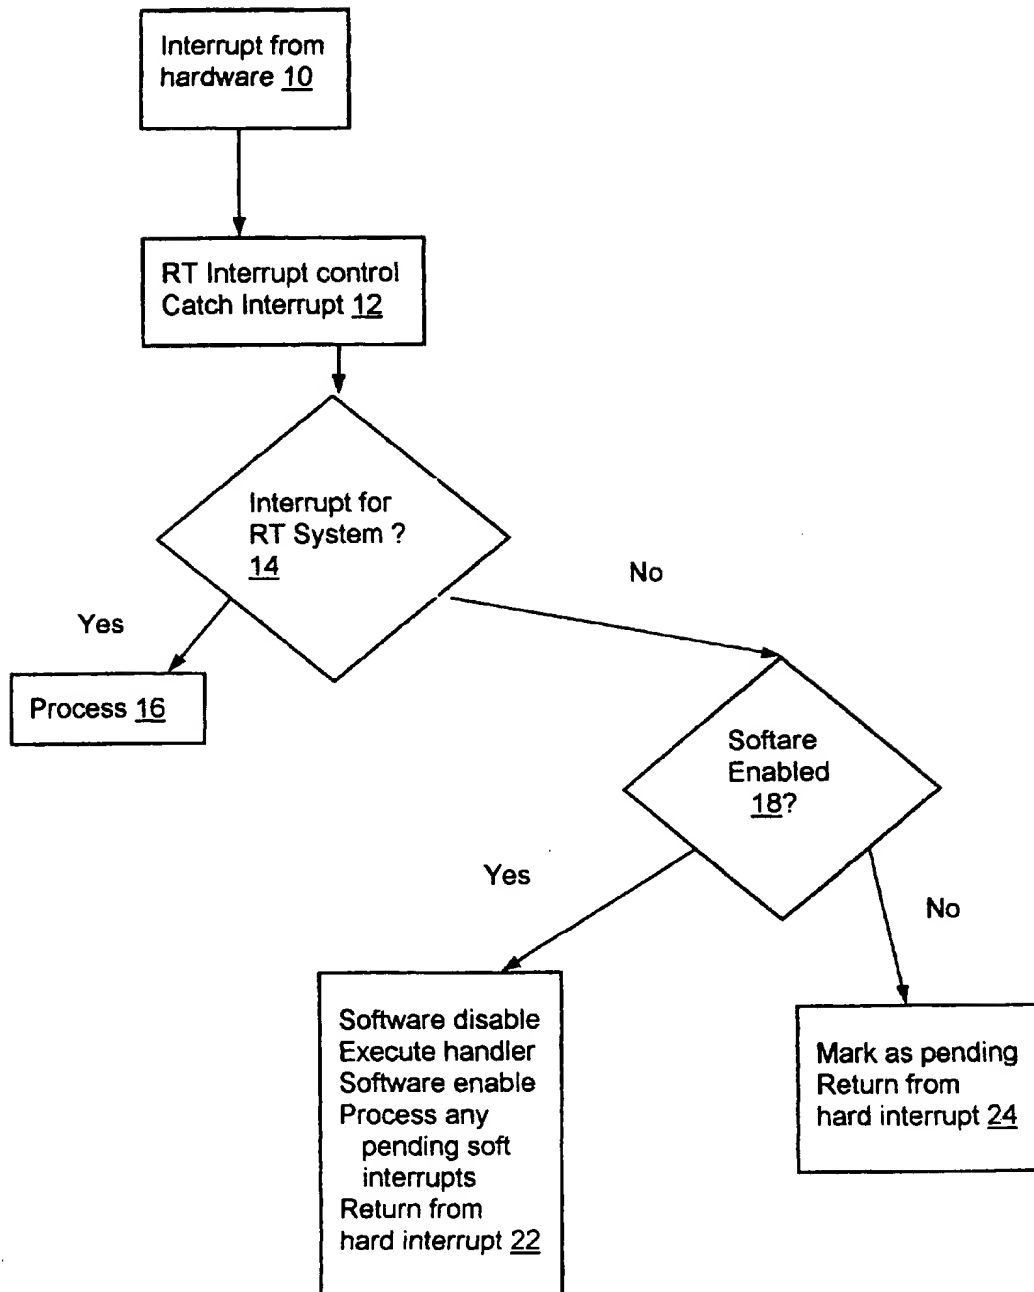 Interrupt from
hardware 10
RT Interrupt control
Catch Interrupt 12
Interrupt for
RT System ?
14
No
Yes
Process 16
Softare
Enabled
18?
Yes
No
Software disable
Execute handler
Software enable
Process any
pending soft
interrupts
Return from
hard interrupt 22
Mark as pending
Return from
hard interrupt 24